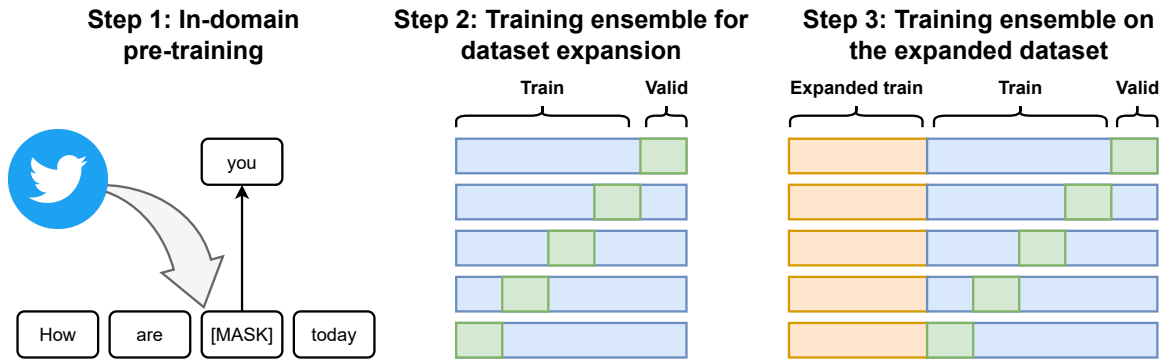 Step 1: In-domain
pre-training
you
How
are
[MASK]
today
Step 2: Training ensemble for
dataset expansion
Train
Valid
Step 3: Training ensemble on
the expanded dataset
Expanded train
Train
Valid